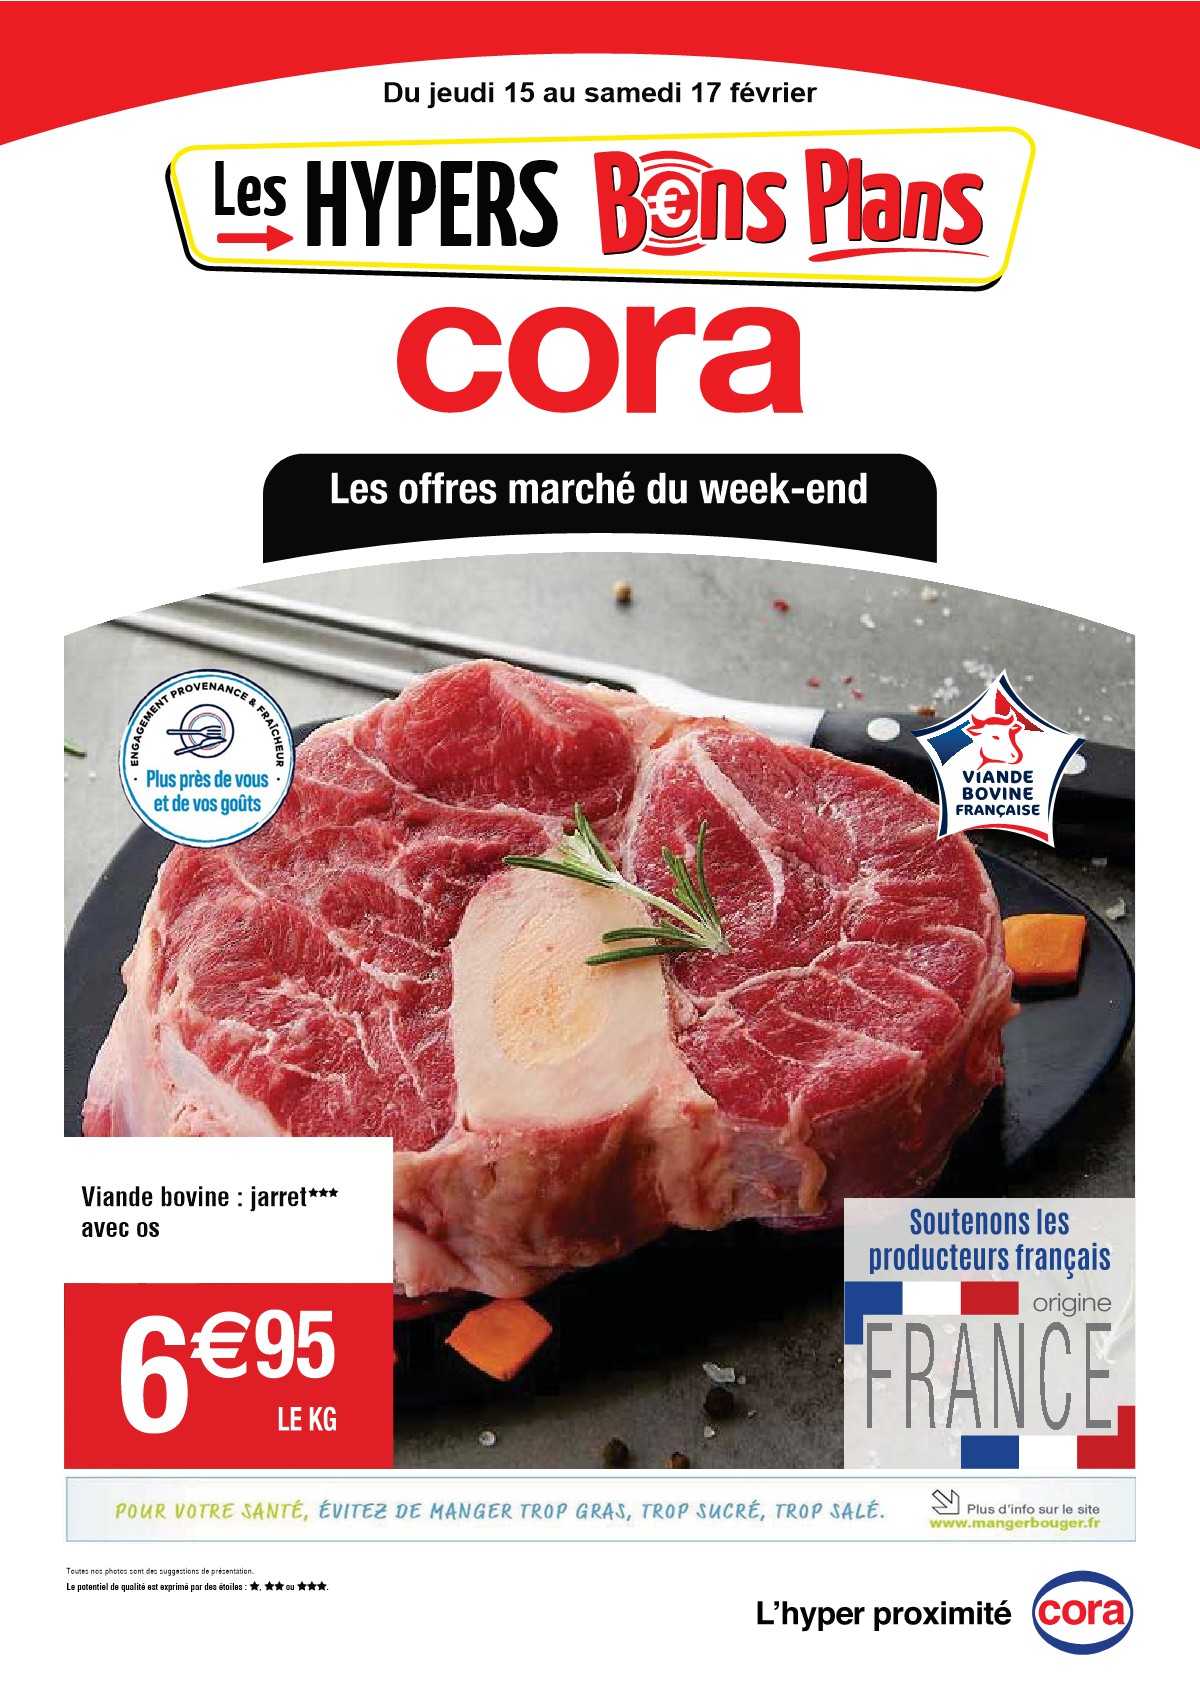 Du jeudi 15 au samedi 17 février
Les HYPERS Bons Plans
cora
Les offres marché du week-end
ENGAGEMENT PROVENANCE & FRAÎCHEUR
Plus près de vous
et de vos goûts
VIANDE
BOVINE
FRANÇAISE
Viande bovine : jarret***
avec os
6€95
LE KG
Soutenons les
producteurs français
origine
FRANCE
POUR VOTRE SANTÉ, ÉVITEZ DE MANGER TROP GRAS, TROP SUCRÉ, TROP SALÉ.
Plus d'info sur le site
www.mangerbouger.fr
Toutes nos photos sont des suggestions de présentation.
Le potentiel de qualité est exprimé par des étoiles : ★, ★★ ou ★★★.
L'hyper proximité cora